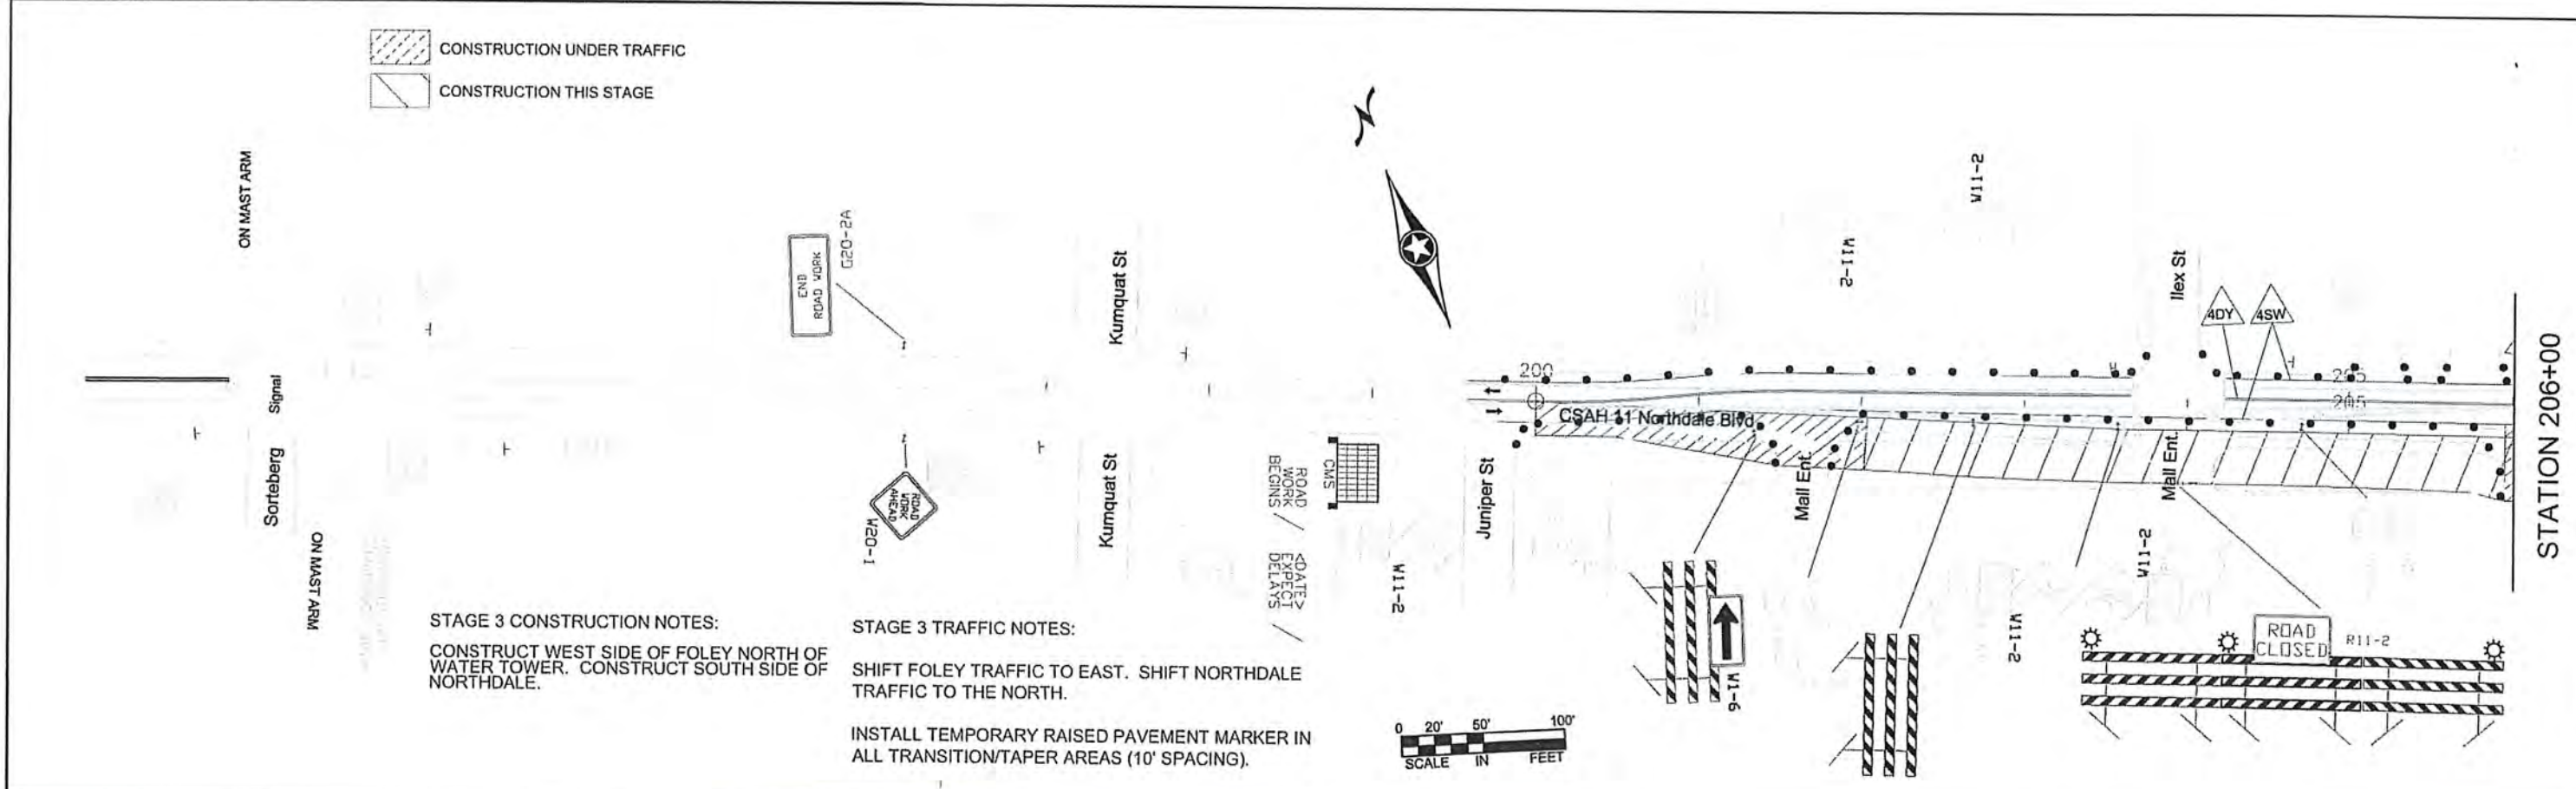 CONSTRUCTION UNDER TRAFFIC
CONSTRUCTION THIS STAGE
ON MAST ARM
Sorteberg
Signal
ON MAST ARM
END
ROAD WORK
G20-2A
ROAD
WORK
AHEAD
W20-1
Kumquat St
Kumquat St
ROAD
WORK
BEGINS
<DATE>
EXPECT
DELAYS
CMS
W11-2
Juniper St
200
CSAH 11 Northdale Blvd
Mall Ent.
Mall Ent.
W11-2
W11-2
Ilex St
4DY
4SW
205
205
STATION 206+00
W1-6
W11-2
W11-2
ROAD
CLOSED
R11-2
STAGE 3 CONSTRUCTION NOTES:
CONSTRUCT WEST SIDE OF FOLEY NORTH OF
WATER TOWER. CONSTRUCT SOUTH SIDE OF
NORTHDALE.
STAGE 3 TRAFFIC NOTES:
SHIFT FOLEY TRAFFIC TO EAST. SHIFT NORTHDALE
TRAFFIC TO THE NORTH.
INSTALL TEMPORARY RAISED PAVEMENT MARKER IN
ALL TRANSITION/TAPER AREAS (10' SPACING).
0 20' 50' 100'
SCALE IN FEET